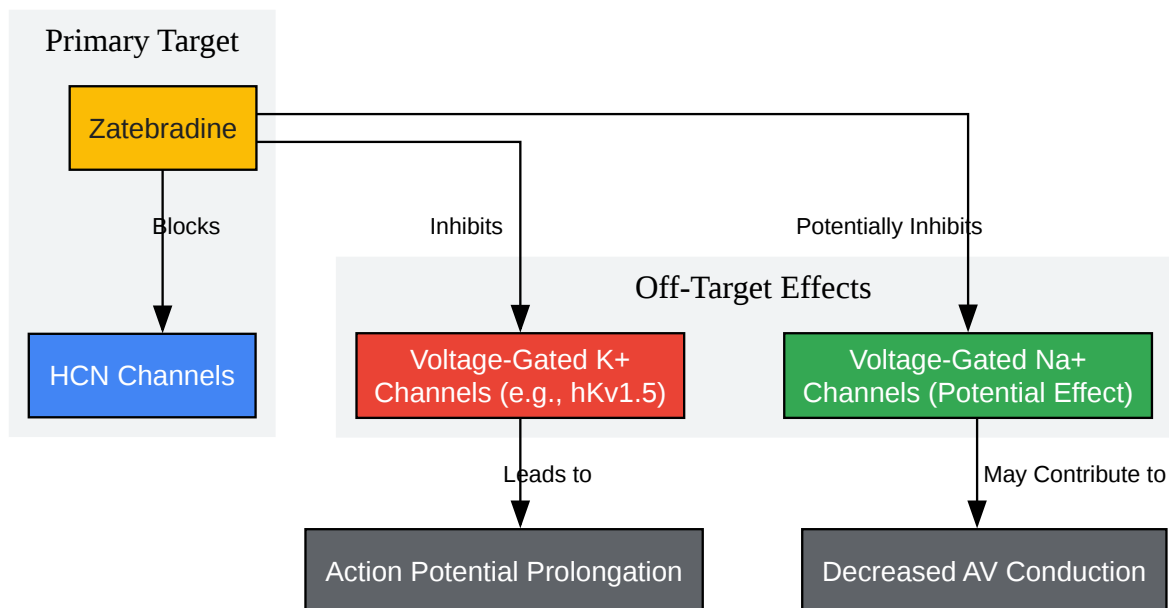 Primary Target
Zatebradine
Blocks
Inhibits
Potentially Inhibits
Off-Target Effects
HCN Channels
Voltage-Gated K+
Channels (e.g., hKv1.5)
Voltage-Gated Na+
Channels (Potential Effect)
Leads to
May Contribute to
Action Potential Prolongation
Decreased AV Conduction